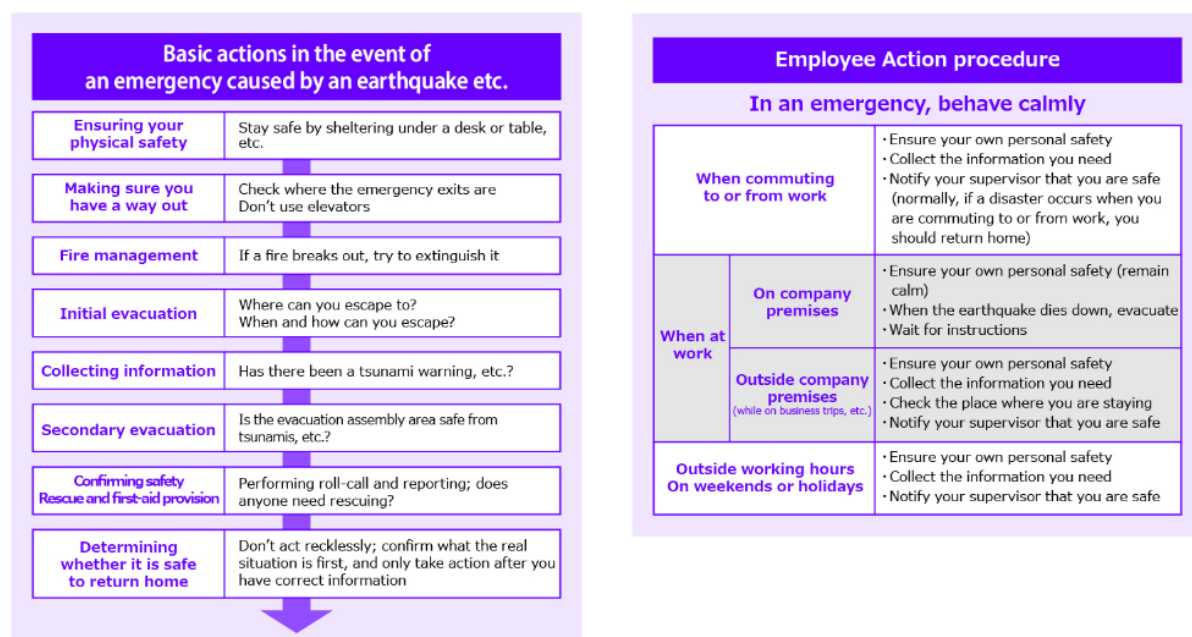 Basic actions in the event of
an emergency caused by an earthquake etc.
Ensuring your
physical safety
Stay safe by sheltering under a desk or table,
etc.
Making sure you
have a way out
Check where the emergency exits are
Don't use elevators
Fire management
If a fire breaks out, try to extinguish it
Initial evacuation
Where can you escape to?
When and how can you escape?
Collecting information
Has there been a tsunami warning, etc.?
Secondary evacuation
Is the evacuation assembly area safe from
tsunamis, etc.?
Confirming safety
Rescue and first-aid provision
Performing roll-call and reporting; does
anyone need rescuing?
Determining
whether it is safe
to return home
Don't act recklessly; confirm what the real
situation is first, and only take action after you
have correct information
Employee Action procedure
In an emergency, behave calmly
When commuting
to or from work
・Ensure your own personal safety
・Collect the information you need
・Notify your supervisor that you are safe
(normally, if a disaster occurs when you
are commuting to or from work, you
should return home)
When at
work
On company
premises
・Ensure your own personal safety (remain
calm)
・When the earthquake dies down, evacuate
・Wait for instructions
Outside company
premises
(while on business trips, etc.)
・Ensure your own personal safety
・Collect the information you need
・Check the place where you are staying
・Notify your supervisor that you are safe
Outside working hours
On weekends or holidays
・Ensure your own personal safety
・Collect the information you need
・Notify your supervisor that you are safe